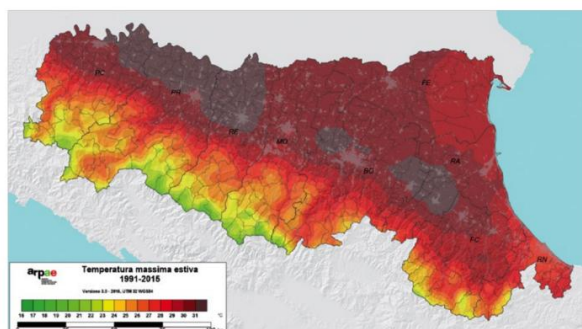 PC
PR
RE
MO
BO
FE
RA
FC
RN
arpae
Temperatura massima estiva
1991-2015
16 17 18 19 20 21 22 23 24 25 26 27 28 29 30 31 °C